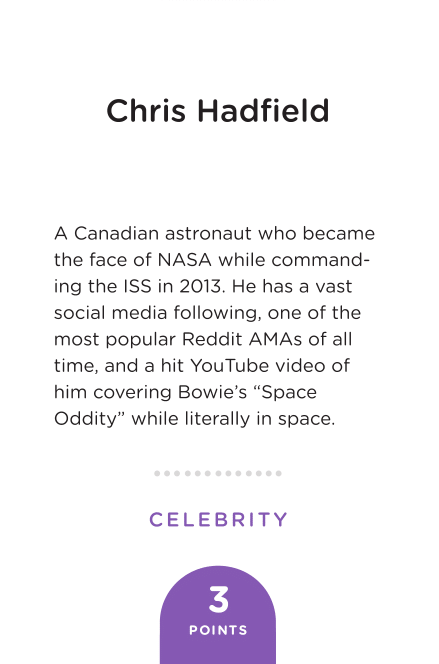 Chris Hadfield
A Canadian astronaut who became
the face of NASA while command-
ing the ISS in 2013. He has a vast
social media following, one of the
most popular Reddit AMAs of all
time, and a hit YouTube video of
him covering Bowie’s “Space
Oddity” while literally in space.
CELEBRITY
3
POINTS